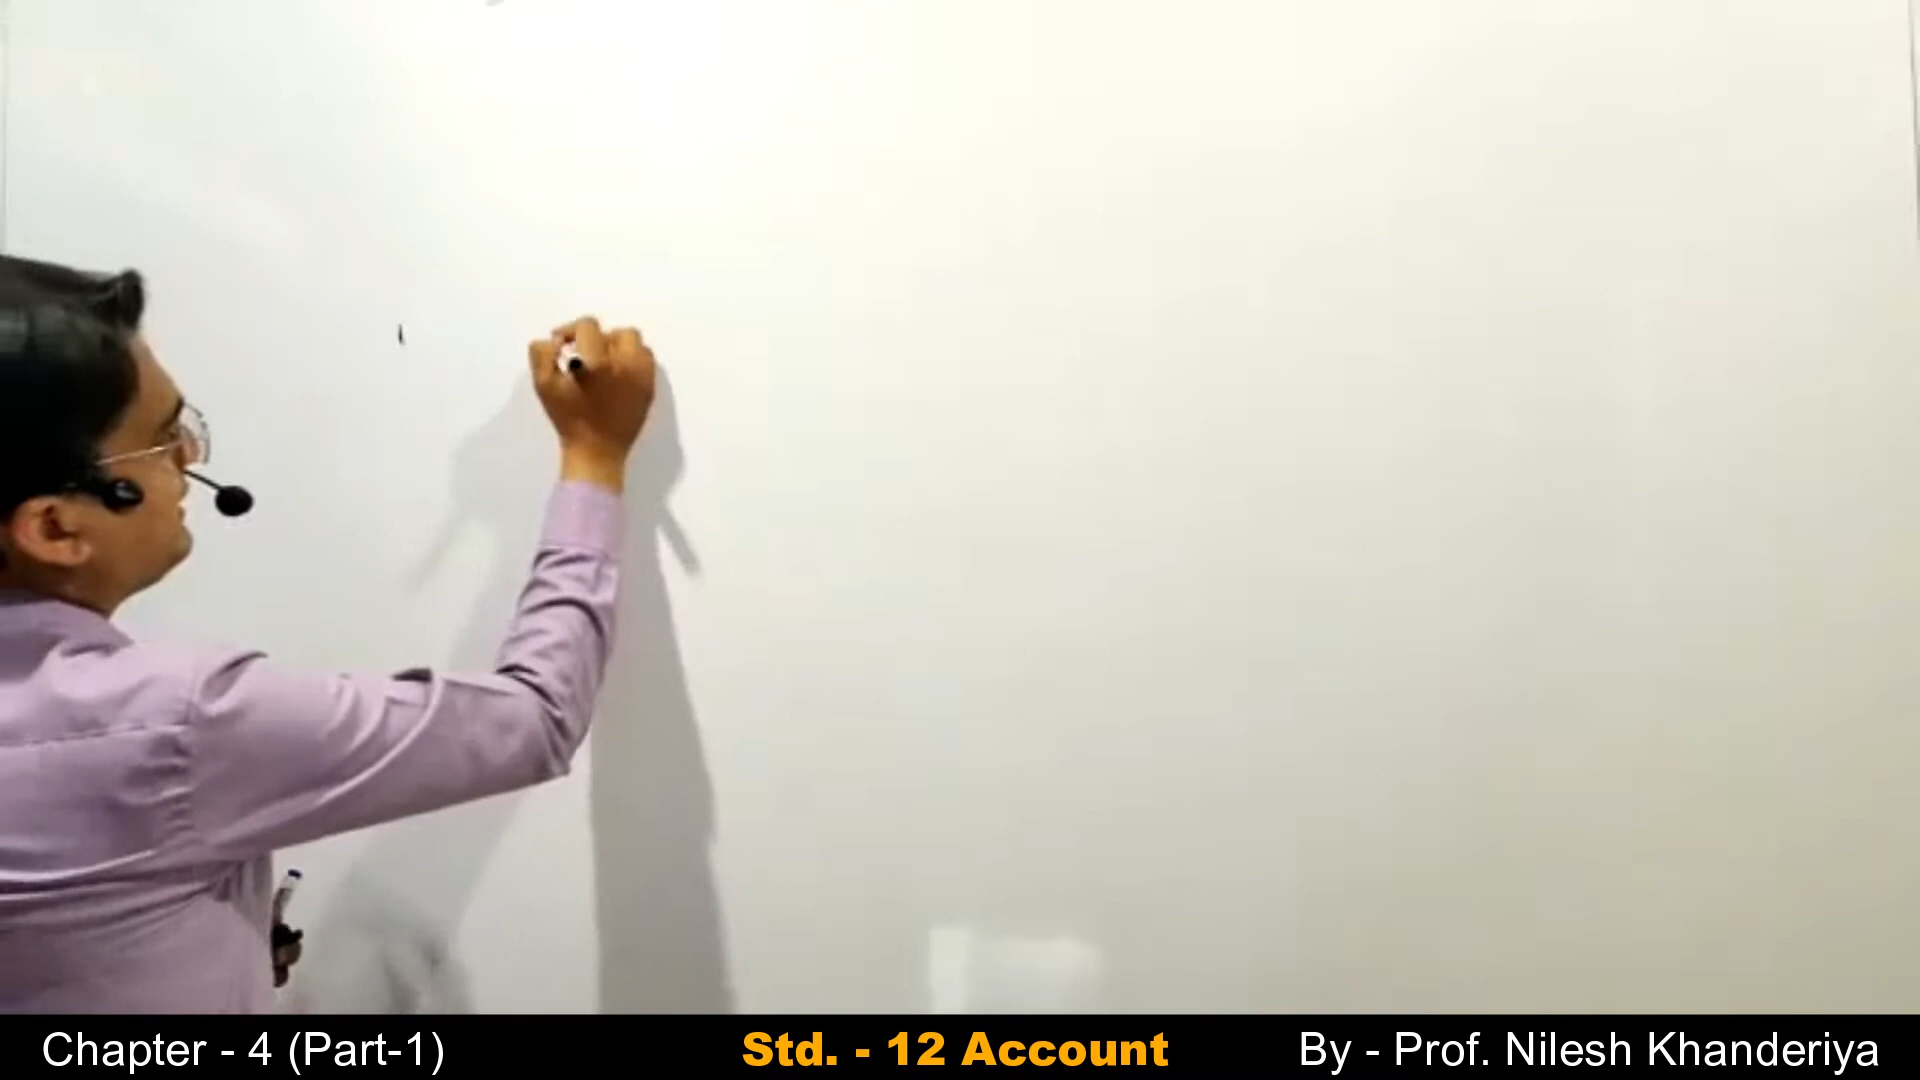 Chapter - 4 (Part-1)
Std. - 12 Account
By - Prof. Nilesh Khanderiya